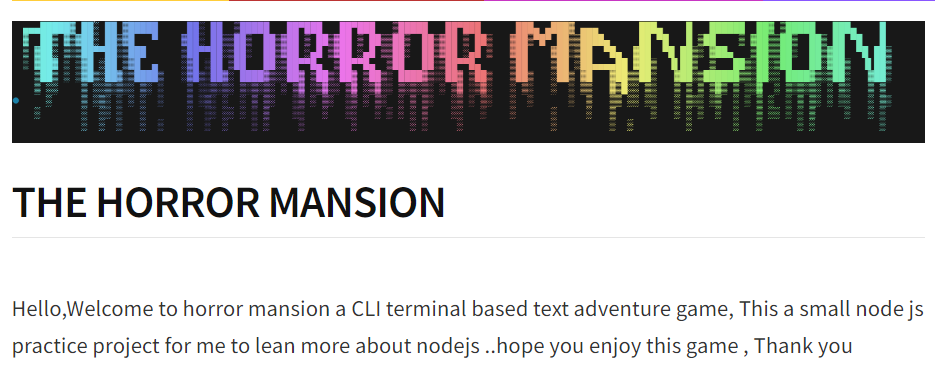 THE HORROR MANSION
THE HORROR MANSION
Hello,Welcome to horror mansion a CLI terminal based text adventure game, This a small node js
practice project for me to lean more about nodejs ..hope you enjoy this game , Thank you